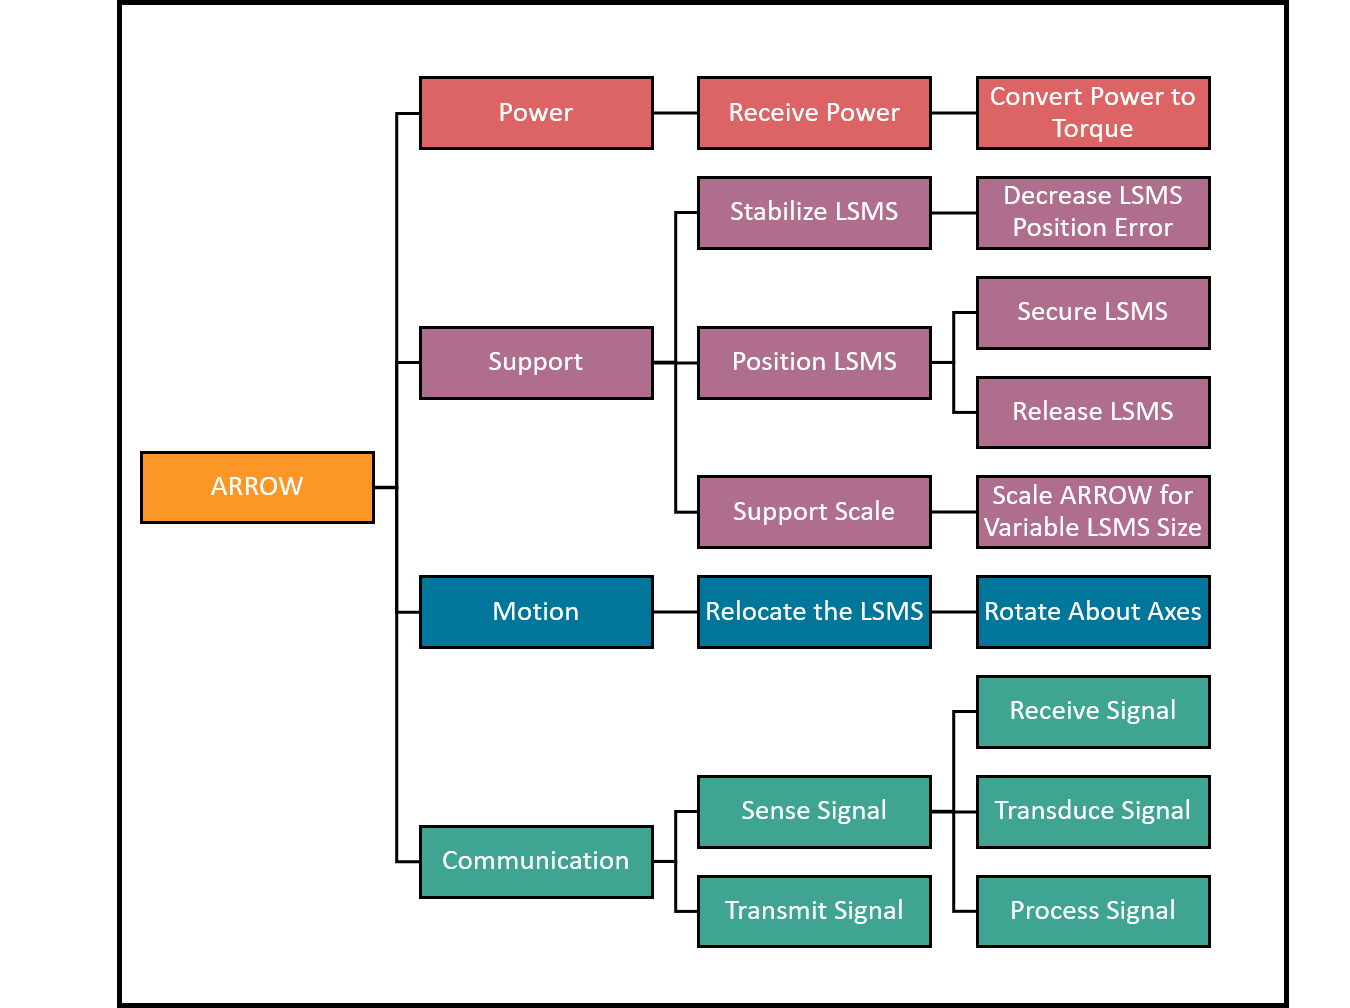 Power
Receive Power
Convert Power to
Torque
Stabilize LSMS
Decrease LSMS
Position Error
Secure LSMS
Support
Position LSMS
Release LSMS
ARROW
Support Scale
Scale ARROW for
Variable LSMS Size
Motion
Relocate the LSMS
Rotate About Axes
Receive Signal
Sense Signal
Transduce Signal
Communication
Transmit Signal
Process Signal